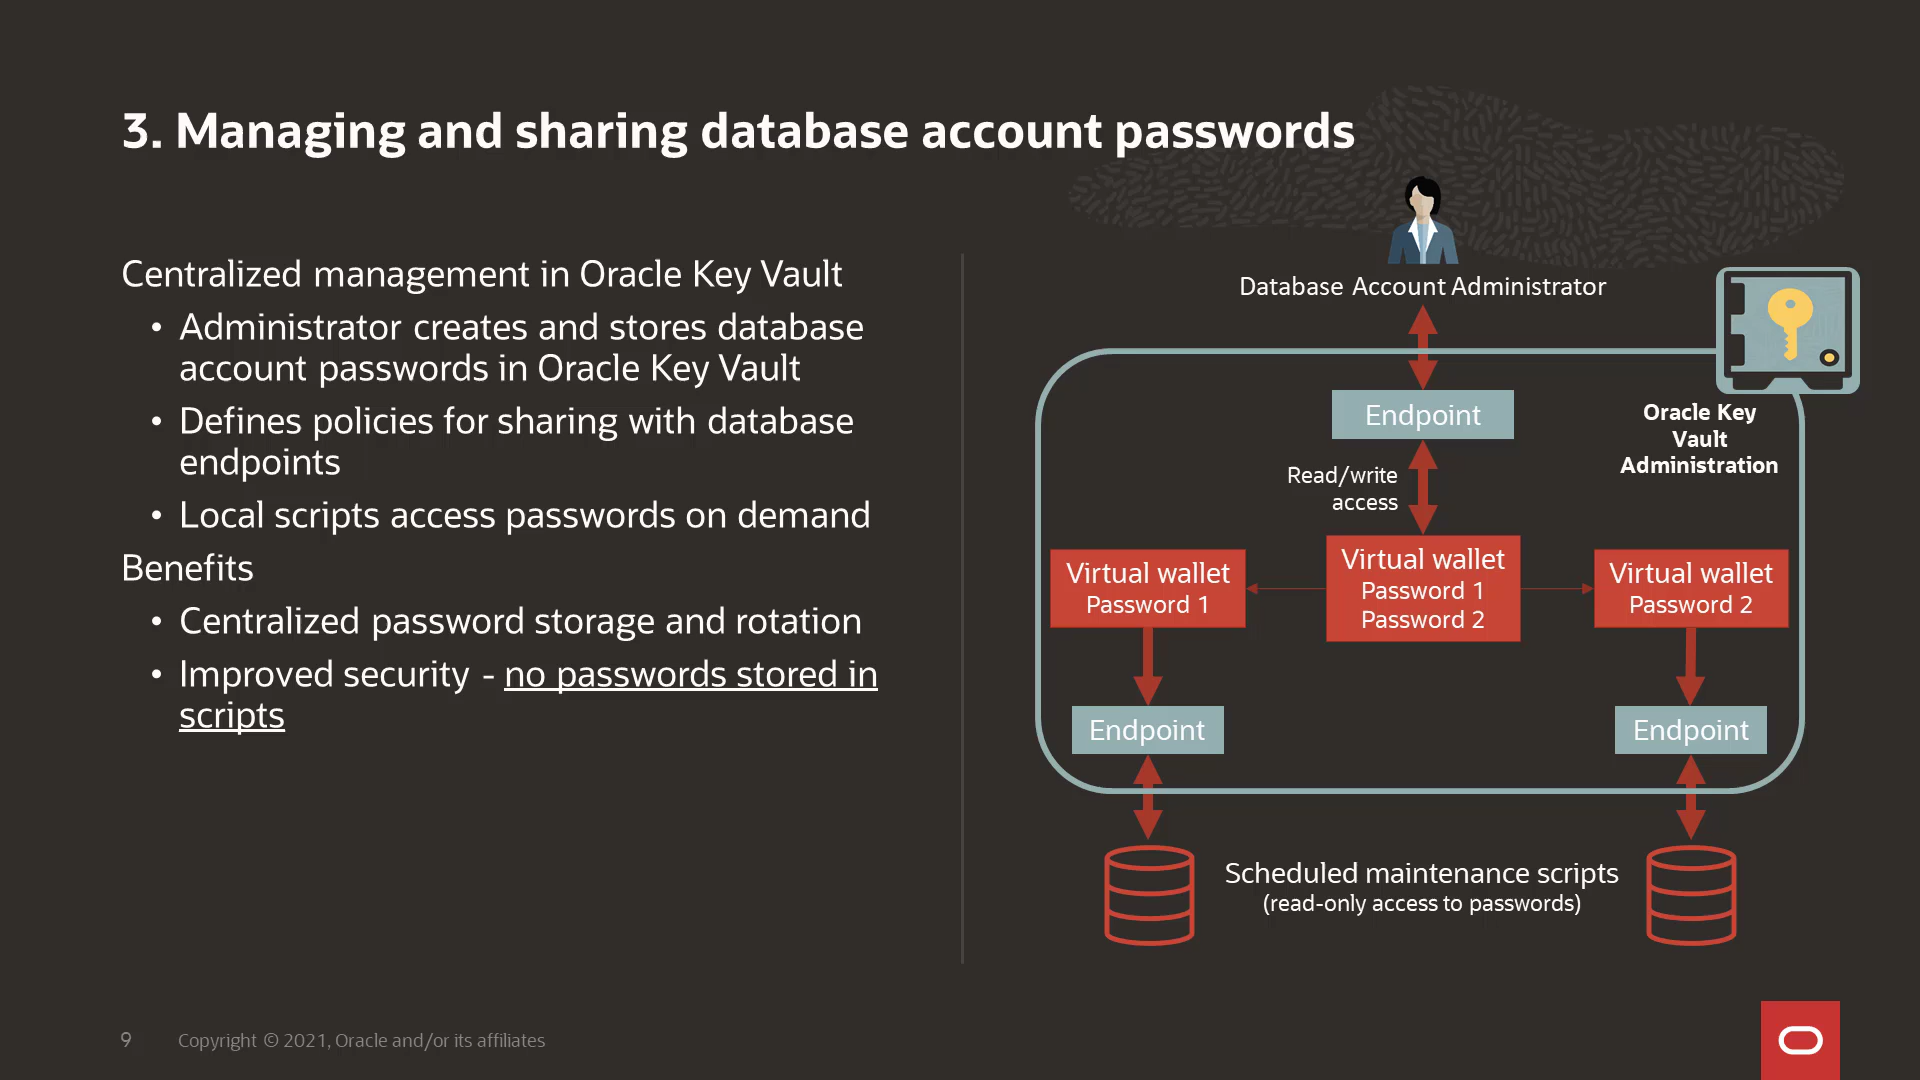 3. Managing and sharing database account passwords
Centralized management in Oracle Key Vault
• Administrator creates and stores database
account passwords in Oracle Key Vault
• Defines policies for sharing with database
endpoints
• Local scripts access passwords on demand
Benefits
• Centralized password storage and rotation
• Improved security - no passwords stored in
scripts
Database Account Administrator
Endpoint
Oracle Key
Vault
Administration
Read/write
access
Virtual wallet
Password 1
Virtual wallet
Password 1
Password 2
Virtual wallet
Password 2
Endpoint
Endpoint
Scheduled maintenance scripts
(read-only access to passwords)
9
Copyright © 2021, Oracle and/or its affiliates